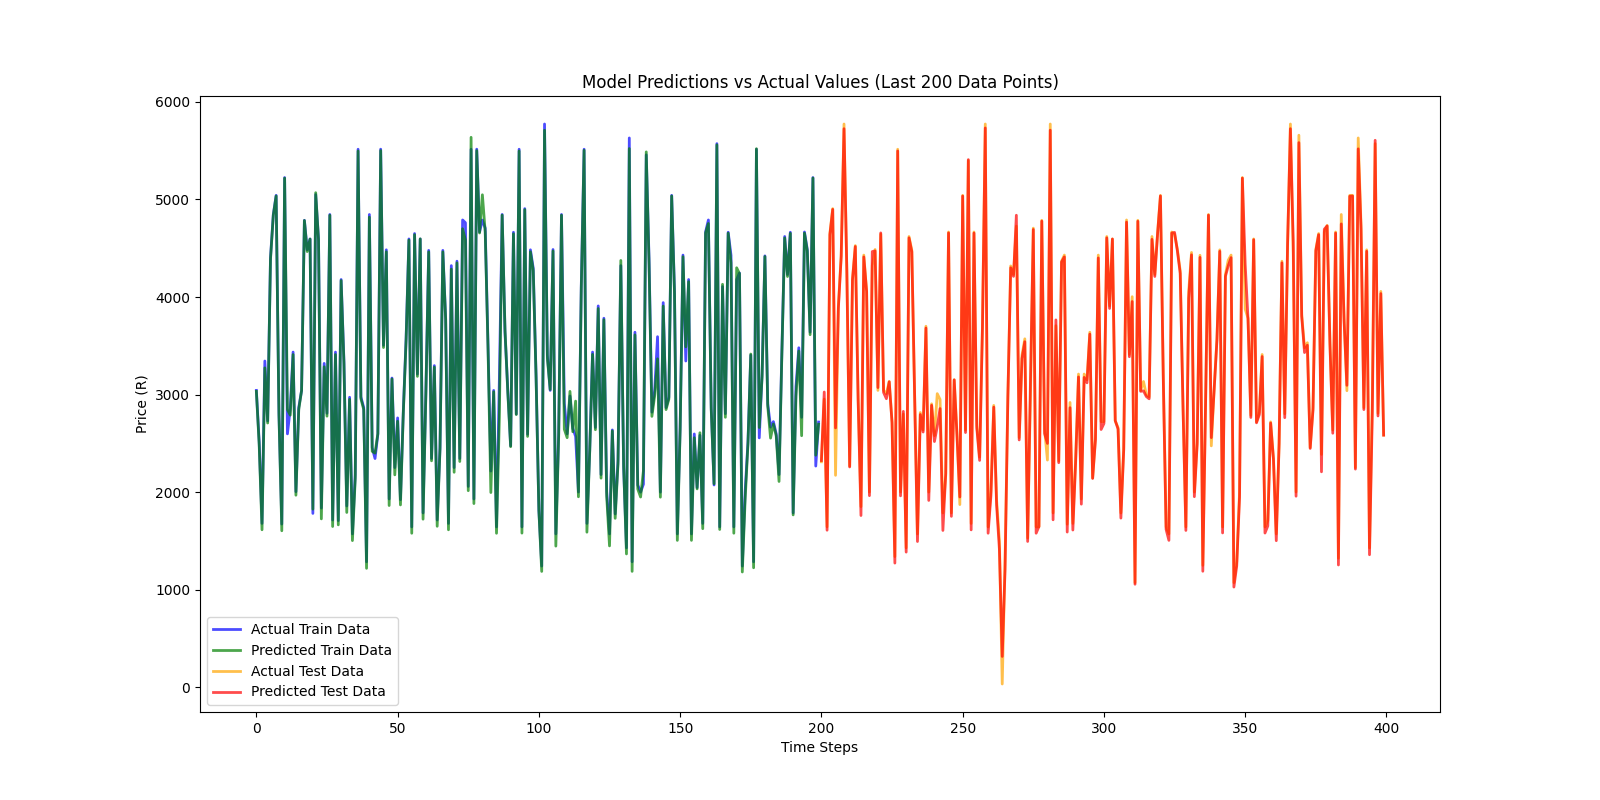 Model Predictions vs Actual Values (Last 200 Data Points)
6000
5000
4000
3000
2000
1000
0
Price (R)
Actual Train Data
Predicted Train Data
Actual Test Data
Predicted Test Data
0 50 100 150 200 250 300 350 400
Time Steps